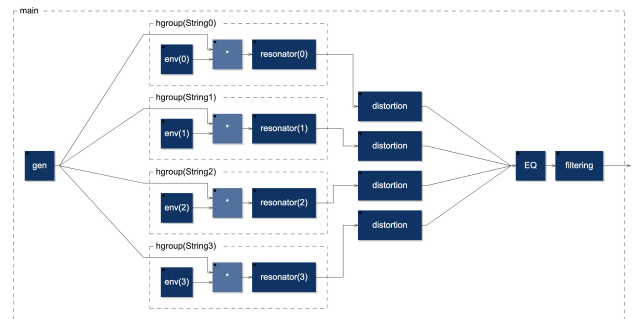 main
hgroup(String0)
env(0)
*
resonator(0)
distortion
hgroup(String1)
env(1)
*
resonator(1)
distortion
gen
EQ
filtering
hgroup(String2)
env(2)
*
resonator(2)
distortion
hgroup(String3)
env(3)
*
resonator(3)
distortion